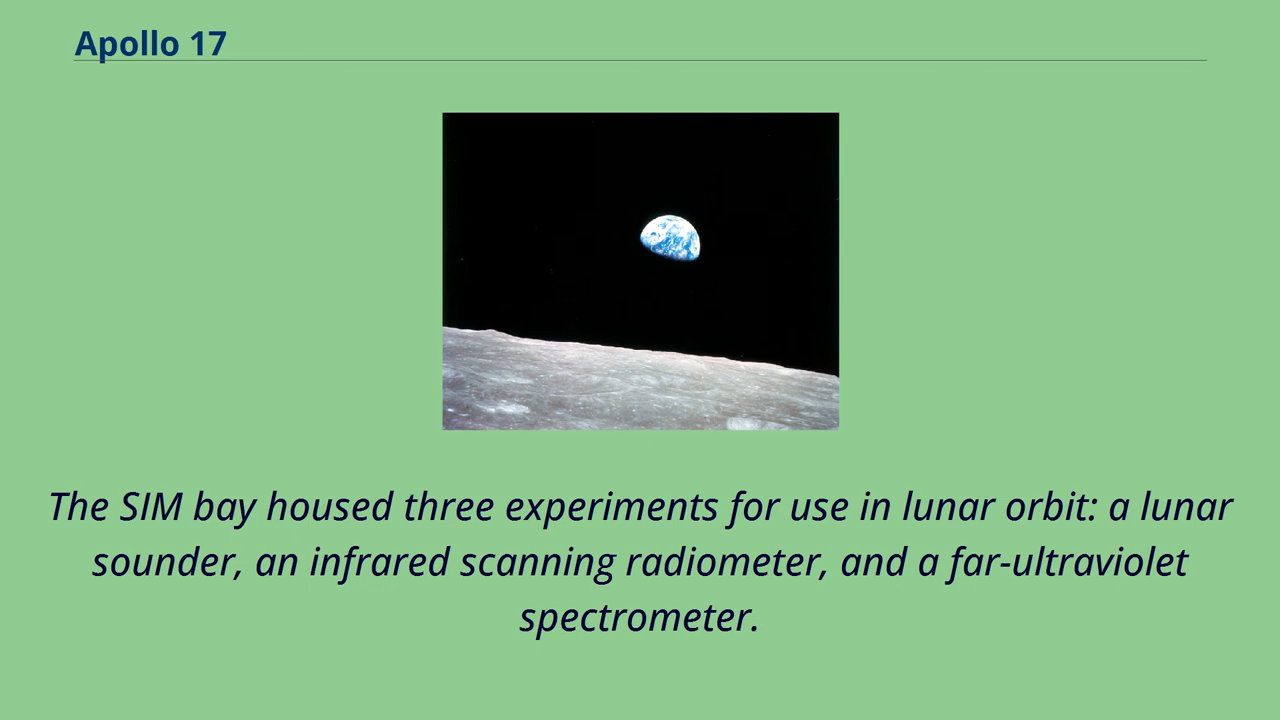 Apollo 17
The SIM bay housed three experiments for use in lunar orbit: a lunar
sounder, an infrared scanning radiometer, and a far-ultraviolet
spectrometer.